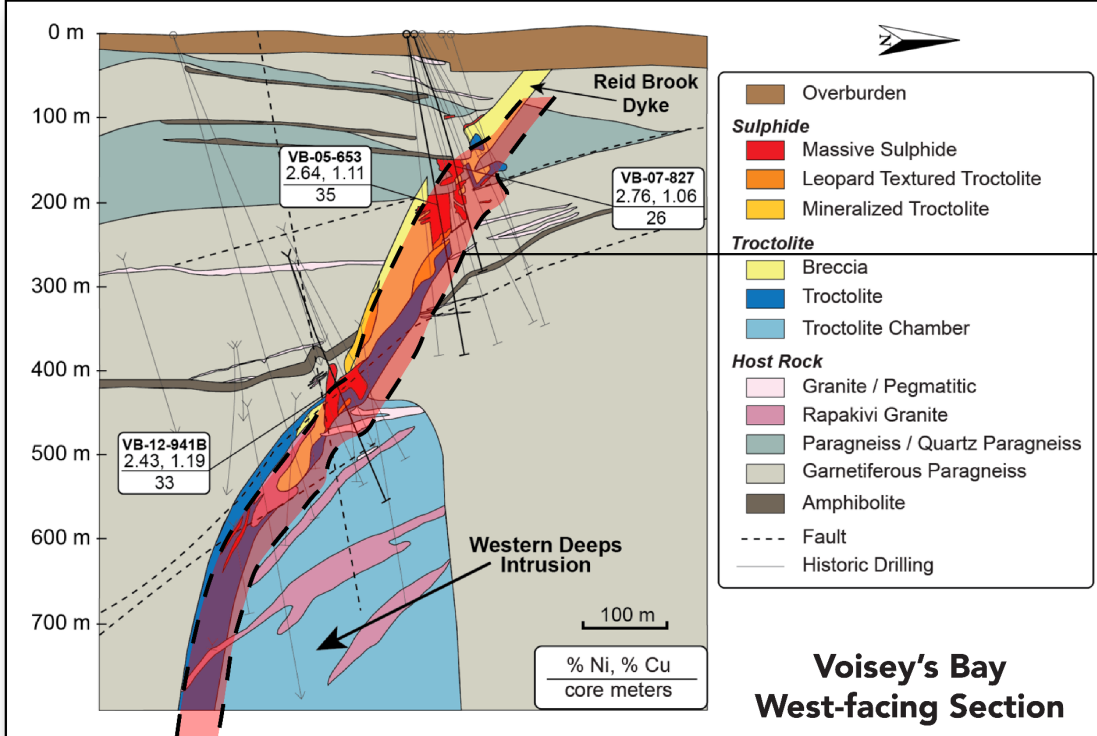 0 m
100 m
200 m
300 m
400 m
500 m
600 m
700 m
Reid Brook
Dyke
VB-05-653
2.64, 1.11
35
VB-07-827
2.76, 1.06
26
VB-12-941B
2.43, 1.19
33
Western Deeps
Intrusion
100 m
% Ni, % Cu
core meters
N
Overburden
Sulphide
Massive Sulphide
Leopard Textured Troctolite
Mineralized Troctolite
Troctolite
Breccia
Troctolite
Troctolite Chamber
Host Rock
Granite / Pegmatitic
Rapakivi Granite
Paragneiss / Quartz Paragneiss
Garnetiferous Paragneiss
Amphibolite
Fault
Historic Drilling
Voisey's Bay
West-facing Section